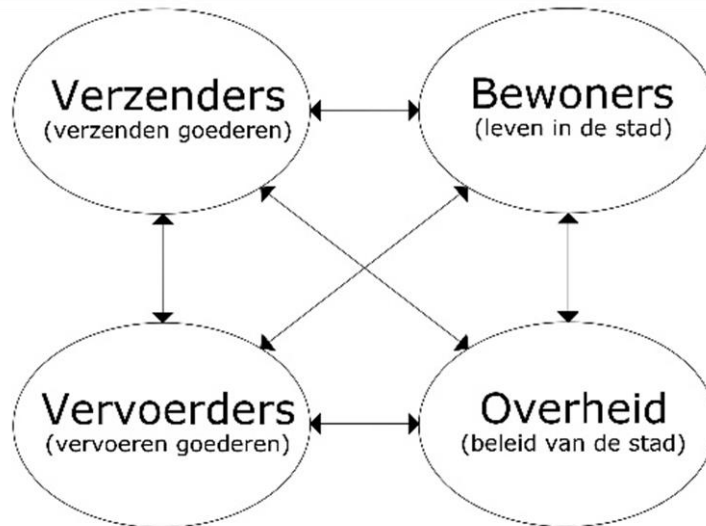 Verzenders
(verzenden goederen)
Bewoners
(leven in de stad)
Vervoerders
(vervoeren goederen)
Overheid
(beleid van de stad)